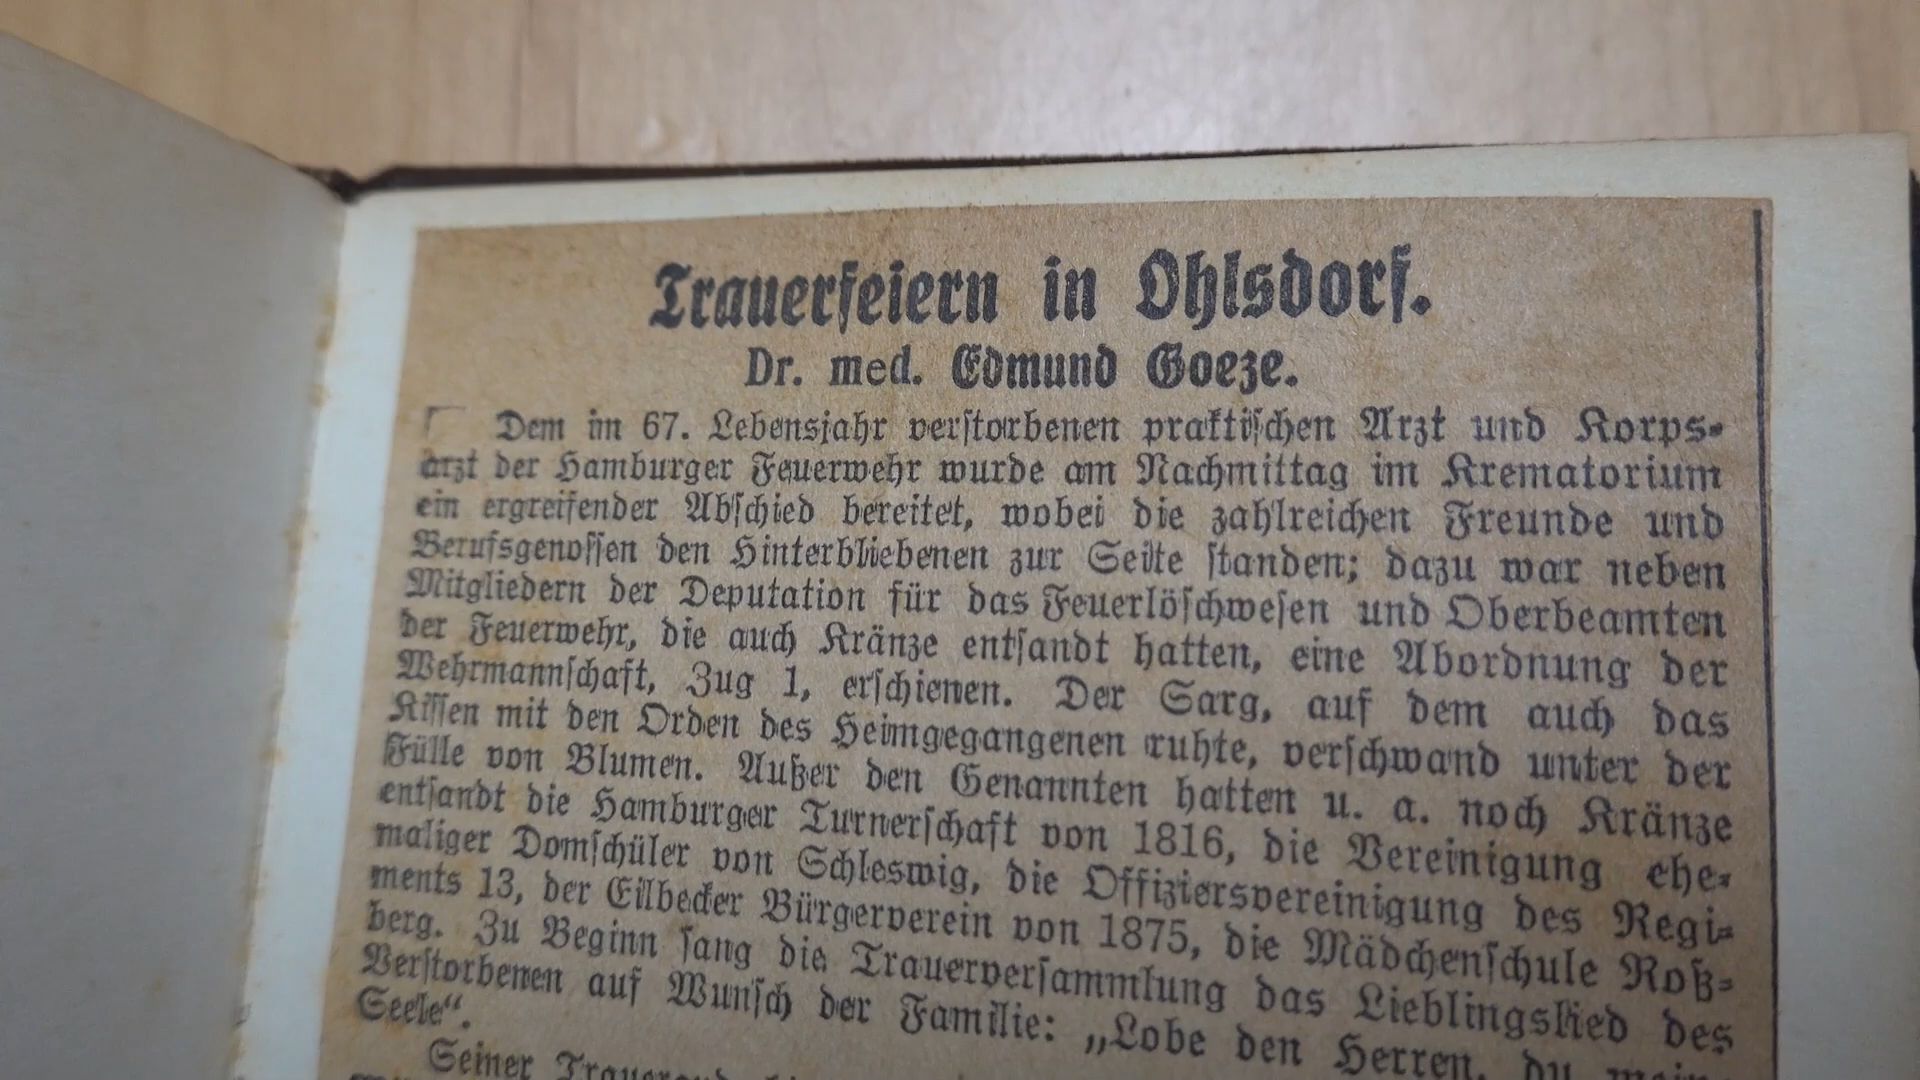 Trauerfeiern in Ohlsdorf.
Dr. med. Edmund Goeze.
Dem im 67. Lebensjahr verstorbenen praktischen Arzt und Korps-
arzt der Hamburger Feuerwehr wurde am Nachmittag im Krematorium
ein ergreifender Abschied bereitet, wobei die zahlreichen Freunde und
Berufsgenossen den Hinterbliebenen zur Seite standen; dazu war neben
Mitgliedern der Deputation für das Feuerlöschwesen und Oberbeamten
der Feuerwehr, die auch Kränze entsandt hatten, eine Abordnung der
Wehrmannschaft, Zug 1, erschienen. Der Sarg, auf dem auch das
Kissen mit den Orden des Heimgegangenen ruhte, verschwand unter der
Fülle von Blumen. Außer den Genannten hatten u. a. noch Kränze
entsandt die Hamburger Turnerschaft von 1816, die Vereinigung ehe-
maliger Domschüler von Schleswig, die Offiziersvereinigung des Regi-
ments 13, der Eilbecker Bürgerverein von 1875, die Mädchenschule Roß-
berg. Zu Beginn sang die Trauerversammlung das Lieblingslied des
Verstorbenen auf Wunsch der Familie: „Lobe den Herren, du meine
Seele“.
Seiner